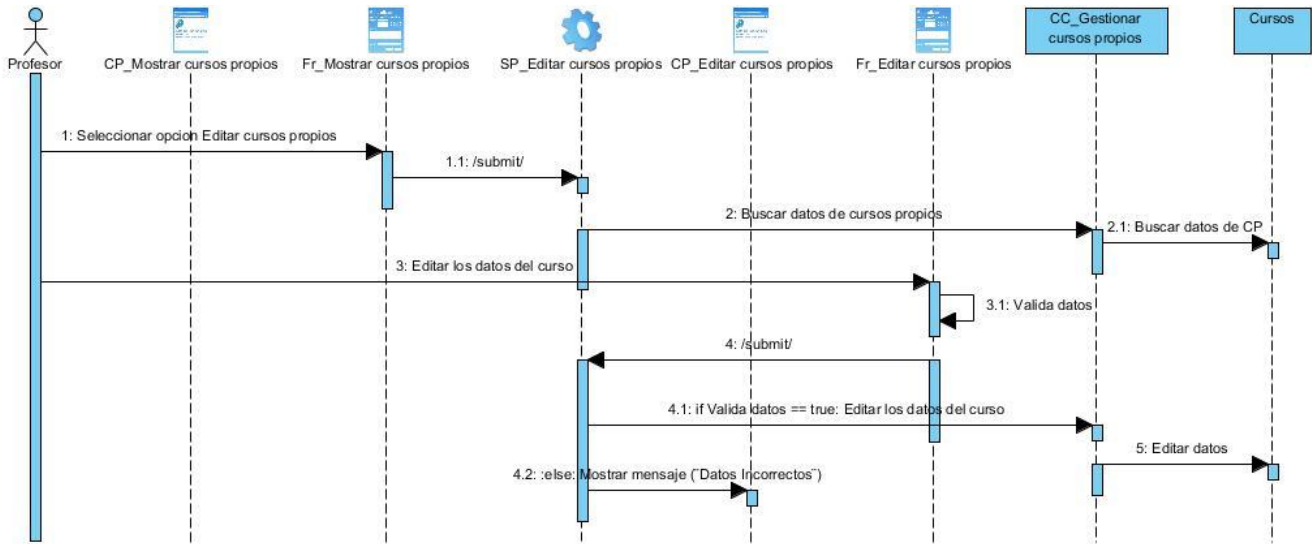 CC_Gestionar
cursos propios
Cursos
Profesor
CP_Mostrar cursos propios
Fr_Mostrar cursos propios
SP_Editar cursos propios
CP_Editar cursos propios
Fr_Editar cursos propios
1: Seleccionar opcion Editar cursos propios
1.1: /submit/
2: Buscar datos de cursos propios
2.1: Buscar datos de CP
3: Editar los datos del curso
3.1: Valida datos
4: /submit/
4.1: if Valida datos == true: Editar los datos del curso
5: Editar datos
4.2: :else: Mostrar mensaje (¨Datos Incorrectos¨)